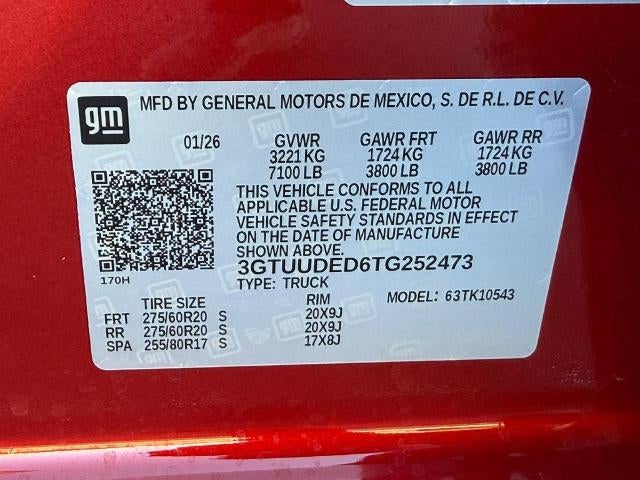 gm
MFD BY GENERAL MOTORS DE MEXICO, S. DE R.L. DE C.V.
01/26 GVWR GAWR FRT GAWR RR
3221 KG 1724 KG 1724 KG
7100 LB 3800 LB 3800 LB
THIS VEHICLE CONFORMS TO ALL
APPLICABLE U.S. FEDERAL MOTOR
VEHICLE SAFETY STANDARDS IN EFFECT
ON THE DATE OF MANUFACTURE
SHOWN ABOVE.
3GTUUDED6TG252473
170H
TYPE: TRUCK
TIRE SIZE RIM MODEL: 63TK10543
FRT 275/60R20 S 20X9J
RR 275/60R20 S 20X9J
SPA 255/80R17 S 17X8J